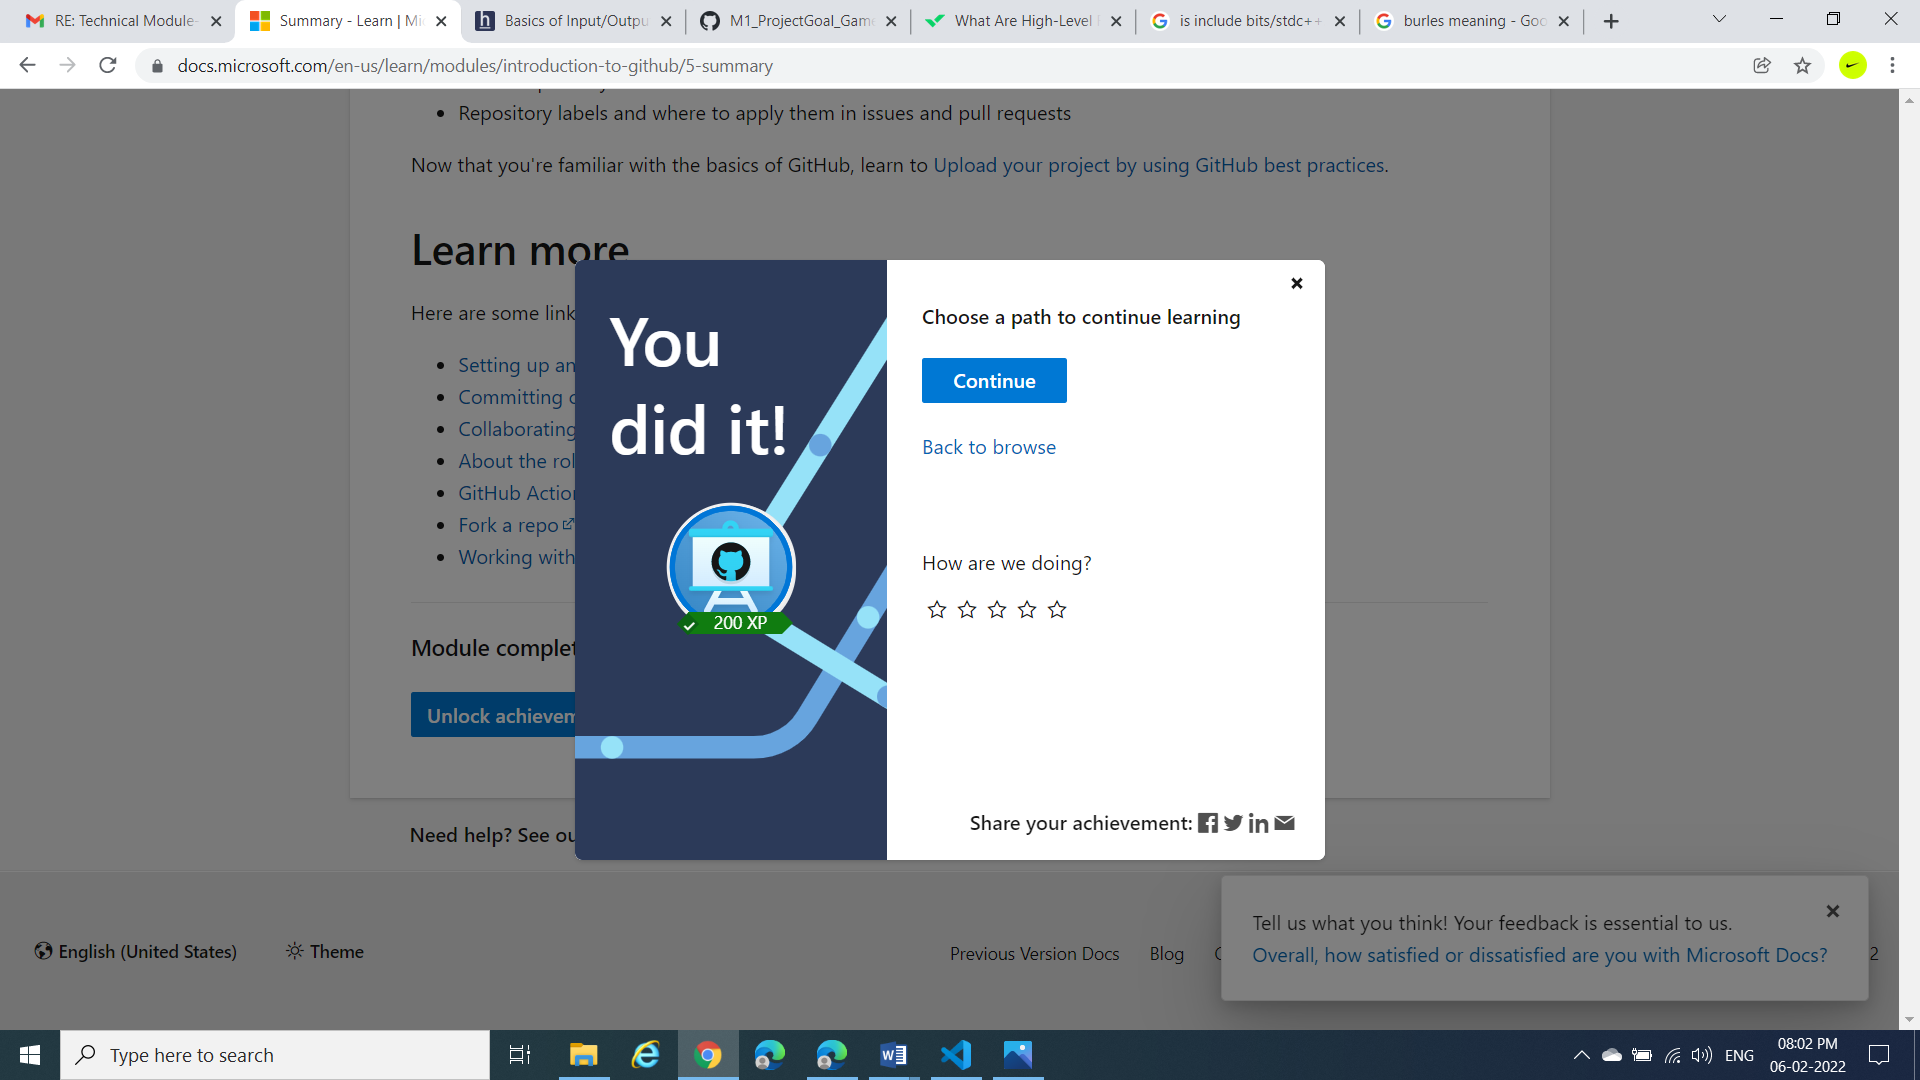 RE: Technical Module-
Summary - Learn | Mi
Basics of Input/Outpu
M1_ProjectGoal_Gam
What Are High-Level
is include bits/stdc++
burles meaning - Goo
docs.microsoft.com/en-us/learn/modules/introduction-to-github/5-summary
Repository labels and where to apply them in issues and pull requests
Now that you're familiar with the basics of GitHub, learn to Upload your project by using GitHub best practices.
Learn more
Here are some link
Setting up an
Committing
Collaborating
About the rol
GitHub Action
Fork a repo
Working with
Module complet
Unlock achievem
Need help? See ou
You
did it!
200 XP
Choose a path to continue learning
Continue
Back to browse
How are we doing?
Share your achievement:
Tell us what you think! Your feedback is essential to us.
Overall, how satisfied or dissatisfied are you with Microsoft Docs?
English (United States)
Theme
Previous Version Docs
Blog
2
Type here to search
ENG
08:02 PM
06-02-2022